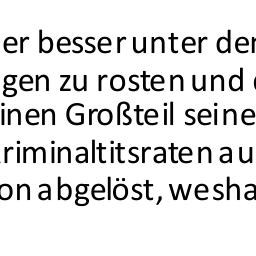 er besser unter der
gen zu rosten und
inen Großteil seine
riminaltitsraten au
on abgelöst, wesha